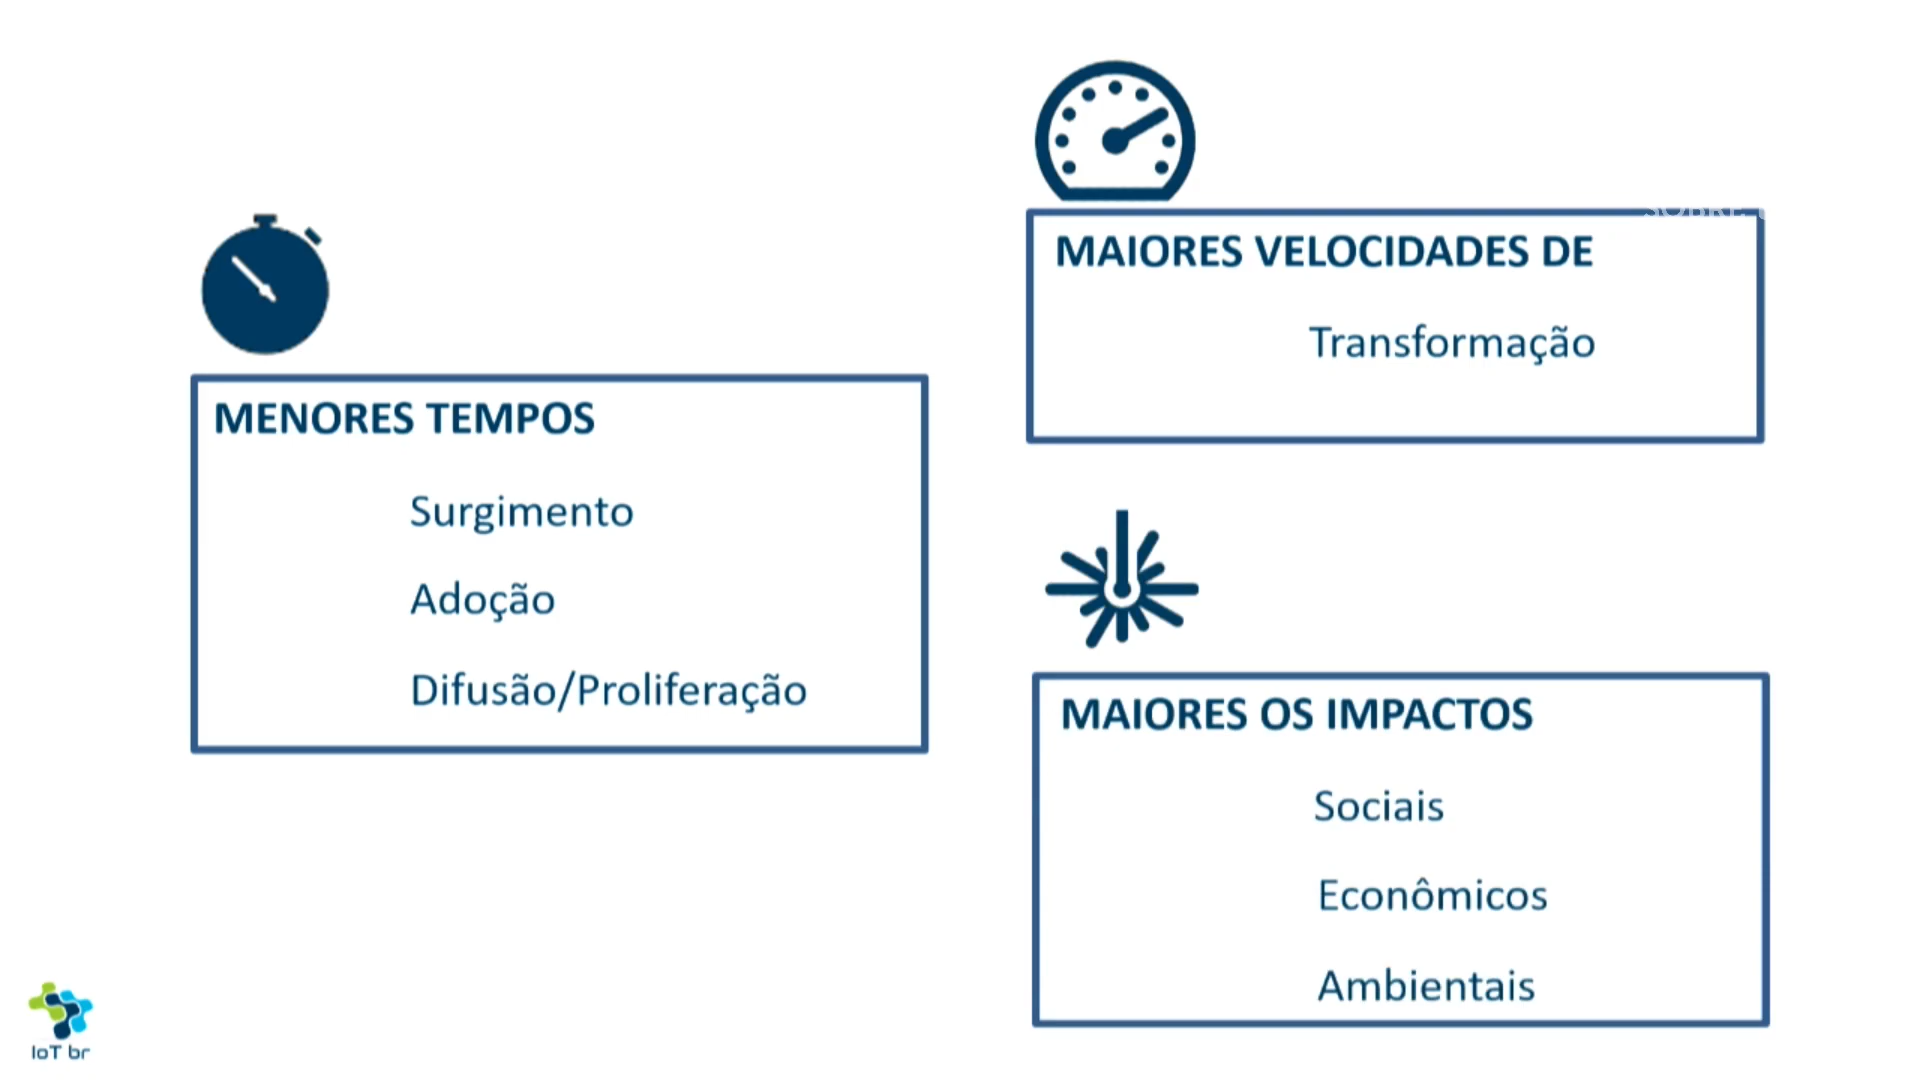 MENORES TEMPOS
Surgimento
Adoção
Difusão/Proliferação
MAIORES VELOCIDADES DE
Transformação
MAIORES OS IMPACTOS
Sociais
Econômicos
Ambientais
IoT br